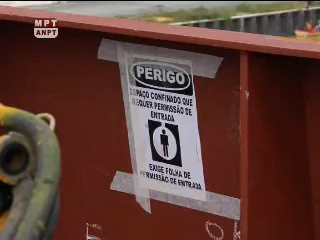 MPT
ANPT
PERIGO
ESPAÇO CONFINADO QUE
REQUER PERMISSÃO DE
ENTRADA
EXIGE FOLHA DE
PERMISSÃO DE ENTRADA